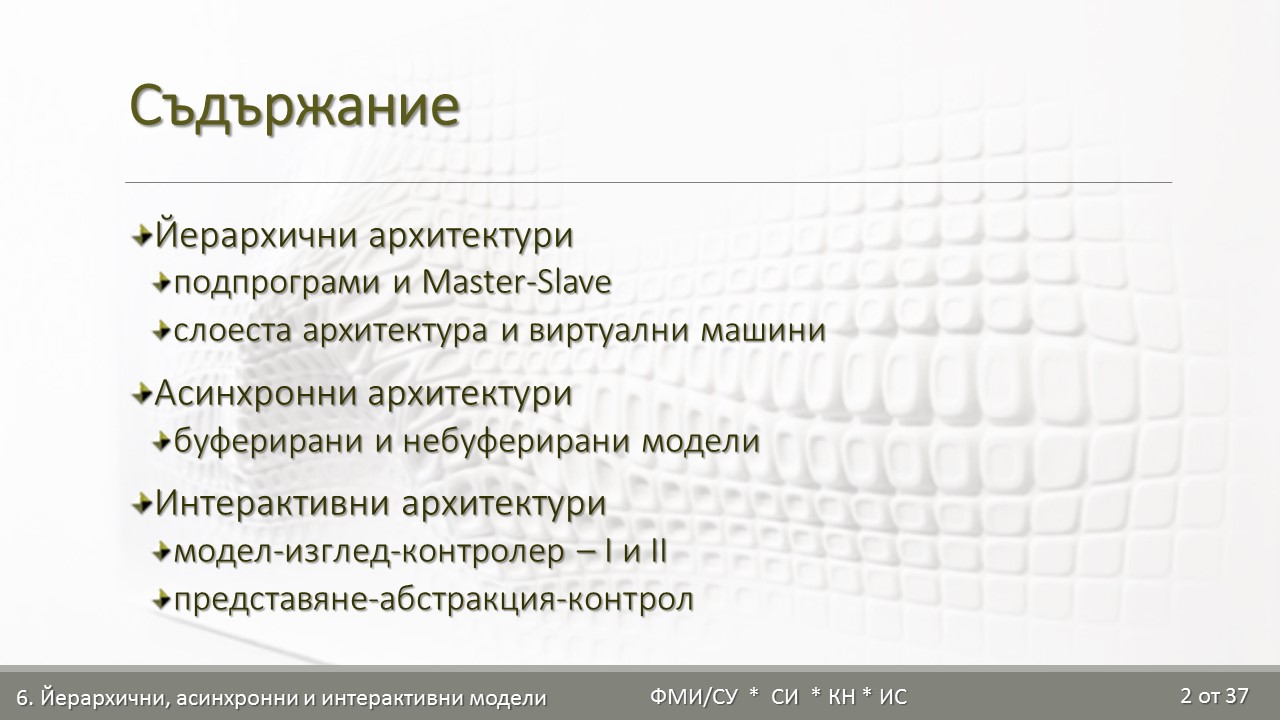 Съдържание
Йерархични архитектури
подпрограми и Master-Slave
слоеста архитектура и виртуални машини
Асинхронни архитектури
буферирани и небуферирани модели
Интерактивни архитектури
модел-изглед-контролер – I и II
представяне-абстракция-контрол
6. Йерархични, асинхронни и интерактивни модели ФМИ/СУ * СИ * КН * ИС 2 от 37